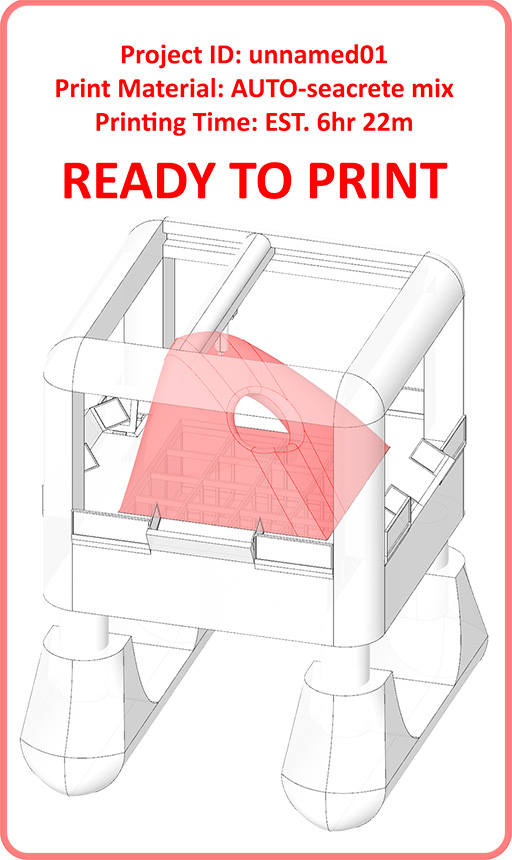 Project ID: unnamed01
Print Material: AUTO-seacrete mix
Printing Time: EST. 6hr 22m
READY TO PRINT